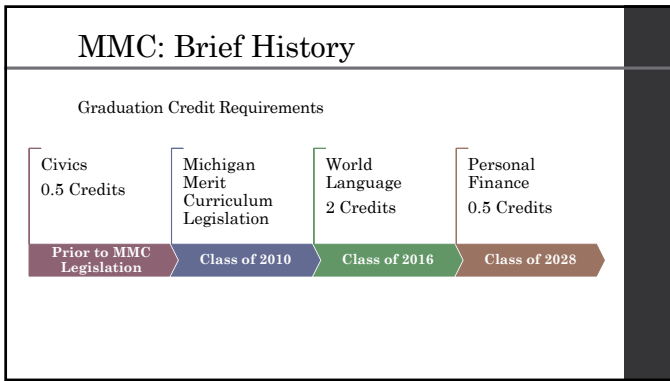 MMC: Brief History
Graduation Credit Requirements
Civics
0.5 Credits
Michigan
Merit
Curriculum
Legislation
World
Language
2 Credits
Personal
Finance
0.5 Credits
Prior to MMC
Legislation
Class of 2010
Class of 2016
Class of 2028